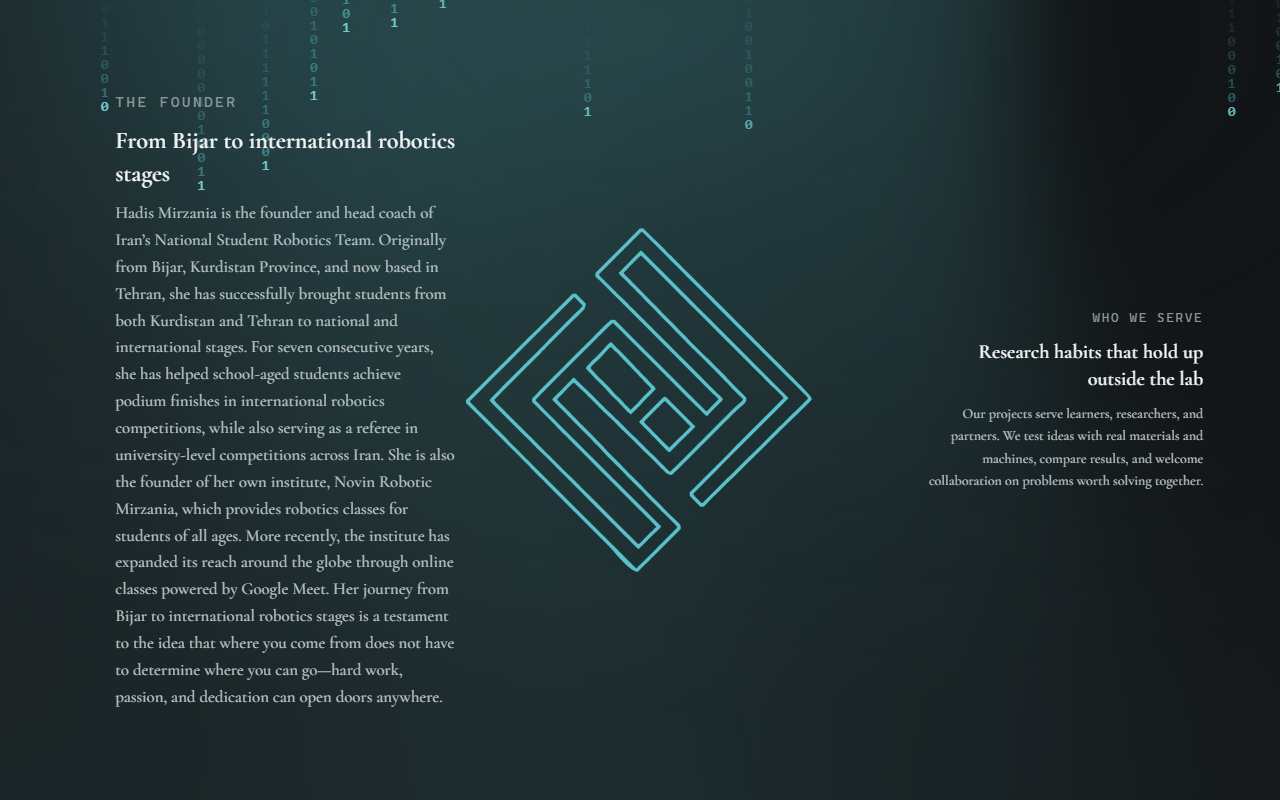 THE FOUNDER
From Bijar to international robotics
stages
Hadis Mirzania is the founder and head coach of
Iran’s National Student Robotics Team. Originally
from Bijar, Kurdistan Province, and now based in
Tehran, she has successfully brought students from
both Kurdistan and Tehran to national and
international stages. For seven consecutive years,
she has helped school-aged students achieve
podium finishes in international robotics
competitions, while also serving as a referee in
university-level competitions across Iran. She is also
the founder of her own institute, Novin Robotic
Mirzania, which provides robotics classes for
students of all ages. More recently, the institute has
expanded its reach around the globe through online
classes powered by Google Meet. Her journey from
Bijar to international robotics stages is a testament
to the idea that where you come from does not have
to determine where you can go—hard work,
passion, and dedication can open doors anywhere.
WHO WE SERVE
Research habits that hold up
outside the lab
Our projects serve learners, researchers, and
partners. We test ideas with real materials and
machines, compare results, and welcome
collaboration on problems worth solving together.